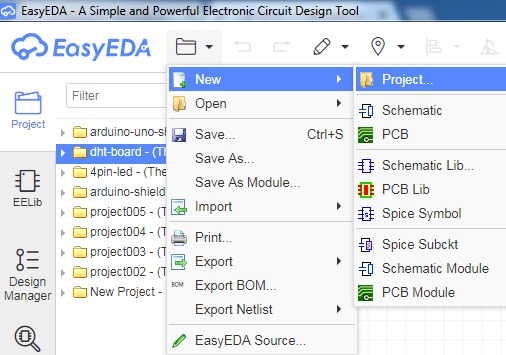 EasyEDA - A Simple and Powerful Electronic Circuit Design Tool
EasyEDA
Project
EELib
Design
Manager
Filter
arduino-uno-s
dht-board - (The
4pin-led - (The
arduino-shield
project005 - (T
project004 - (T
project003 - (T
project002 - (T
New Project -
New
Open
Save... Ctrl+S
Save As...
Save As Module...
Import
Print...
Export
BOM Export BOM...
Export Netlist
EasyEDA Source...
Project...
Schematic
PCB
Schematic Lib...
PCB Lib
Spice Symbol
Spice Subckt
Schematic Module
PCB Module